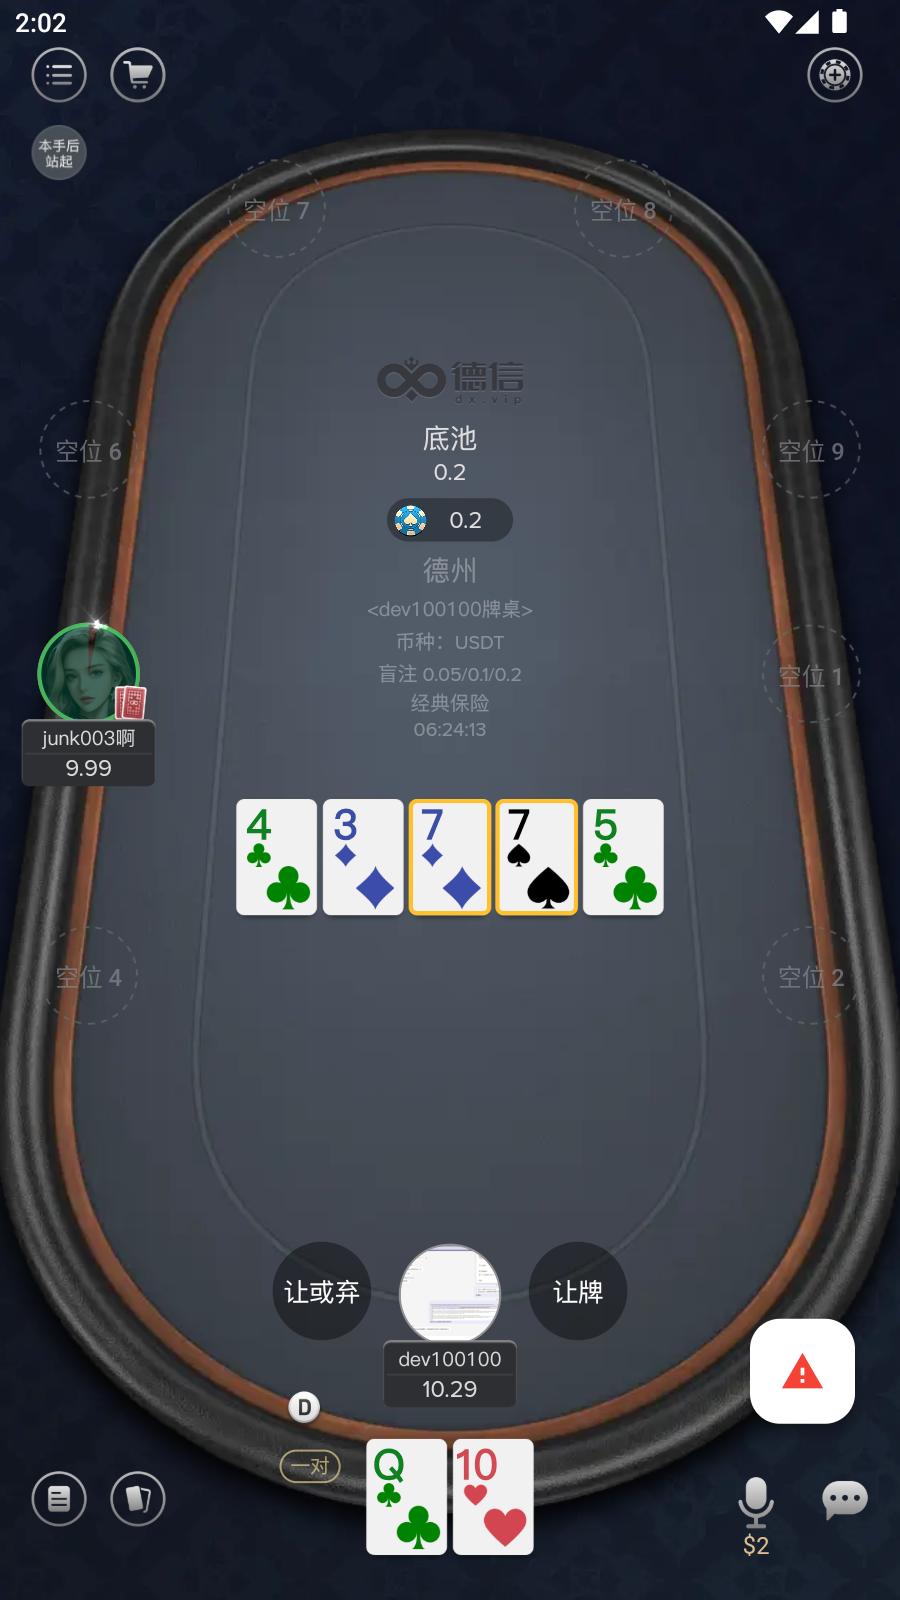 2:02
本手后
站起
空位 7
空位 8
德信
dx.vip
底池
0.2
空位 6
空位 9
0.2
德州
<dev100100牌桌>
币种：USDT
盲注 0.05/0.1/0.2
空位 1
经典保险
06:24:13
junk003啊
9.99
4
3
7
7
5
空位 4
空位 2
让或弃
让牌
dev100100
10.29
D
一对
Q
10
$2